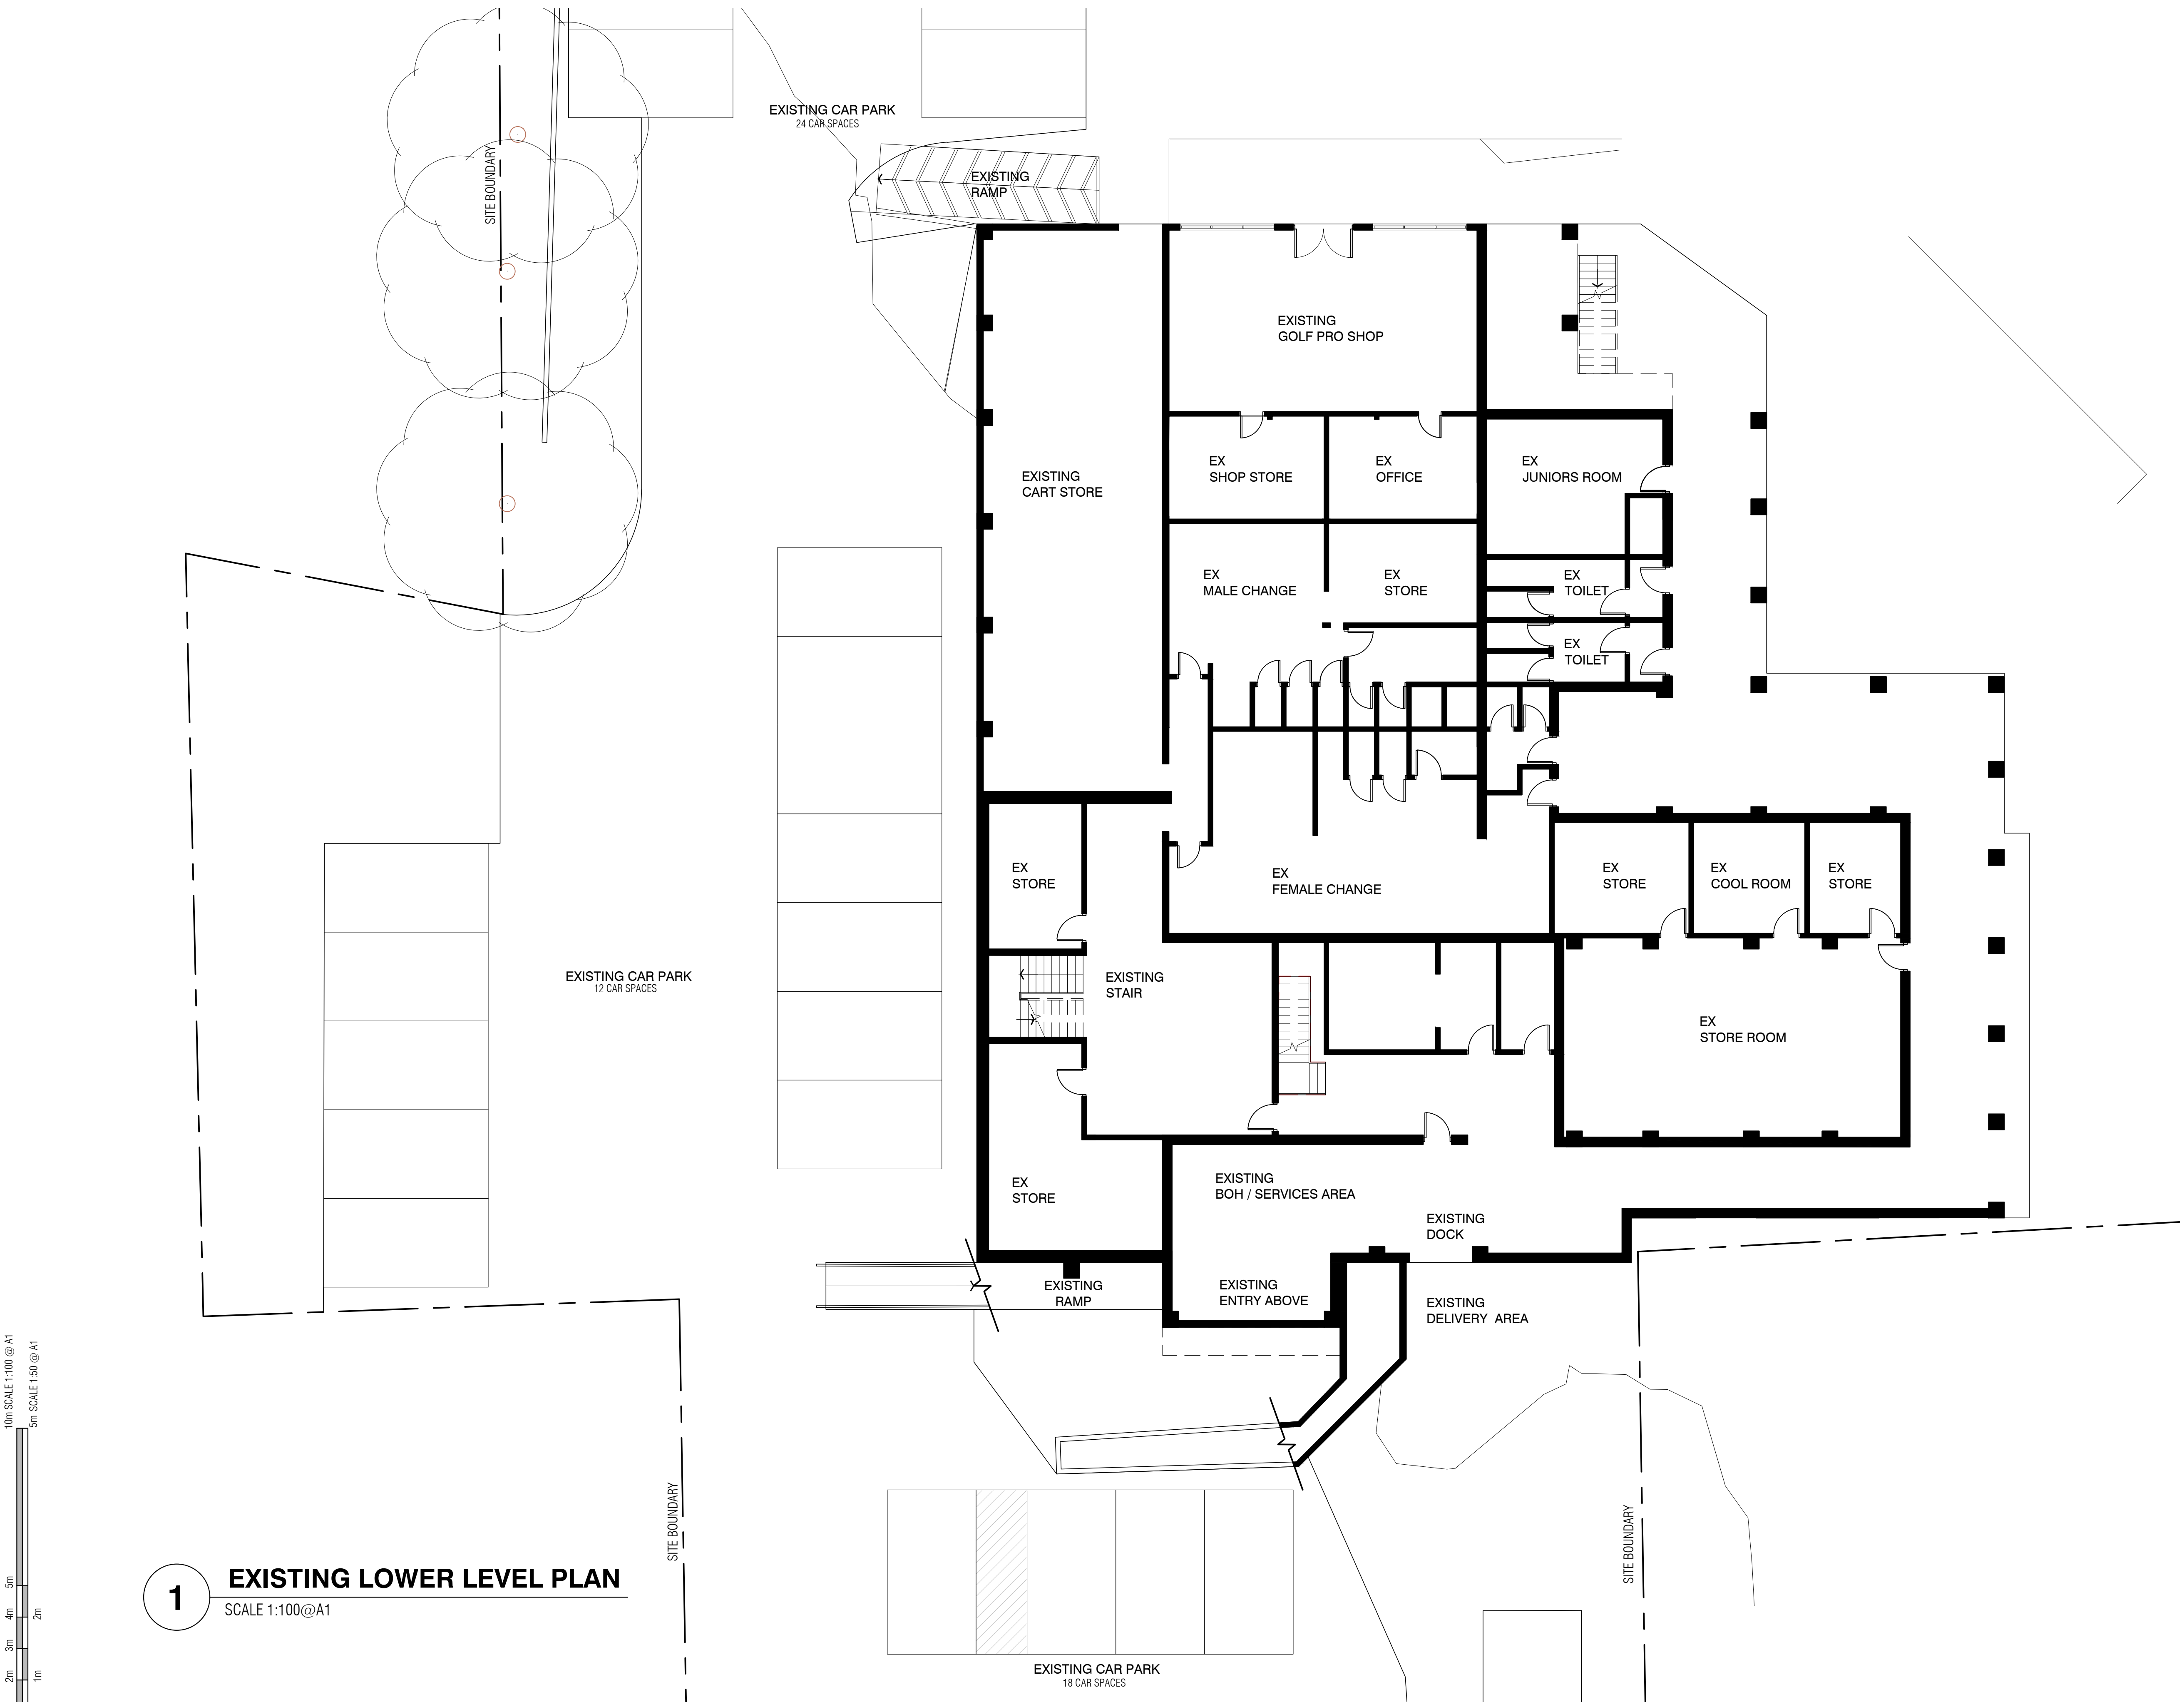 EXISTING CAR PARK
24 CAR SPACES
SITE BOUNDARY
EXISTING
RAMP
EXISTING
GOLF PRO SHOP
EXISTING
CART STORE
EX
SHOP STORE
EX
OFFICE
EX
JUNIORS ROOM
EX
MALE CHANGE
EX
STORE
EX
TOILET
EX
TOILET
EX
STORE
EX
FEMALE CHANGE
EX
STORE
EX
COOL ROOM
EX
STORE
EXISTING CAR PARK
12 CAR SPACES
EXISTING
STAIR
EX
STORE ROOM
EX
STORE
EXISTING
BOH / SERVICES AREA
EXISTING
DOCK
EXISTING
RAMP
EXISTING
ENTRY ABOVE
EXISTING
DELIVERY AREA
10m SCALE 1:100 @ A1
5m SCALE 1:50 @ A1
SITE BOUNDARY
SITE BOUNDARY
5m
4m
2m
3m
2m
1m
1
EXISTING LOWER LEVEL PLAN
SCALE 1:100@A1
EXISTING CAR PARK
18 CAR SPACES